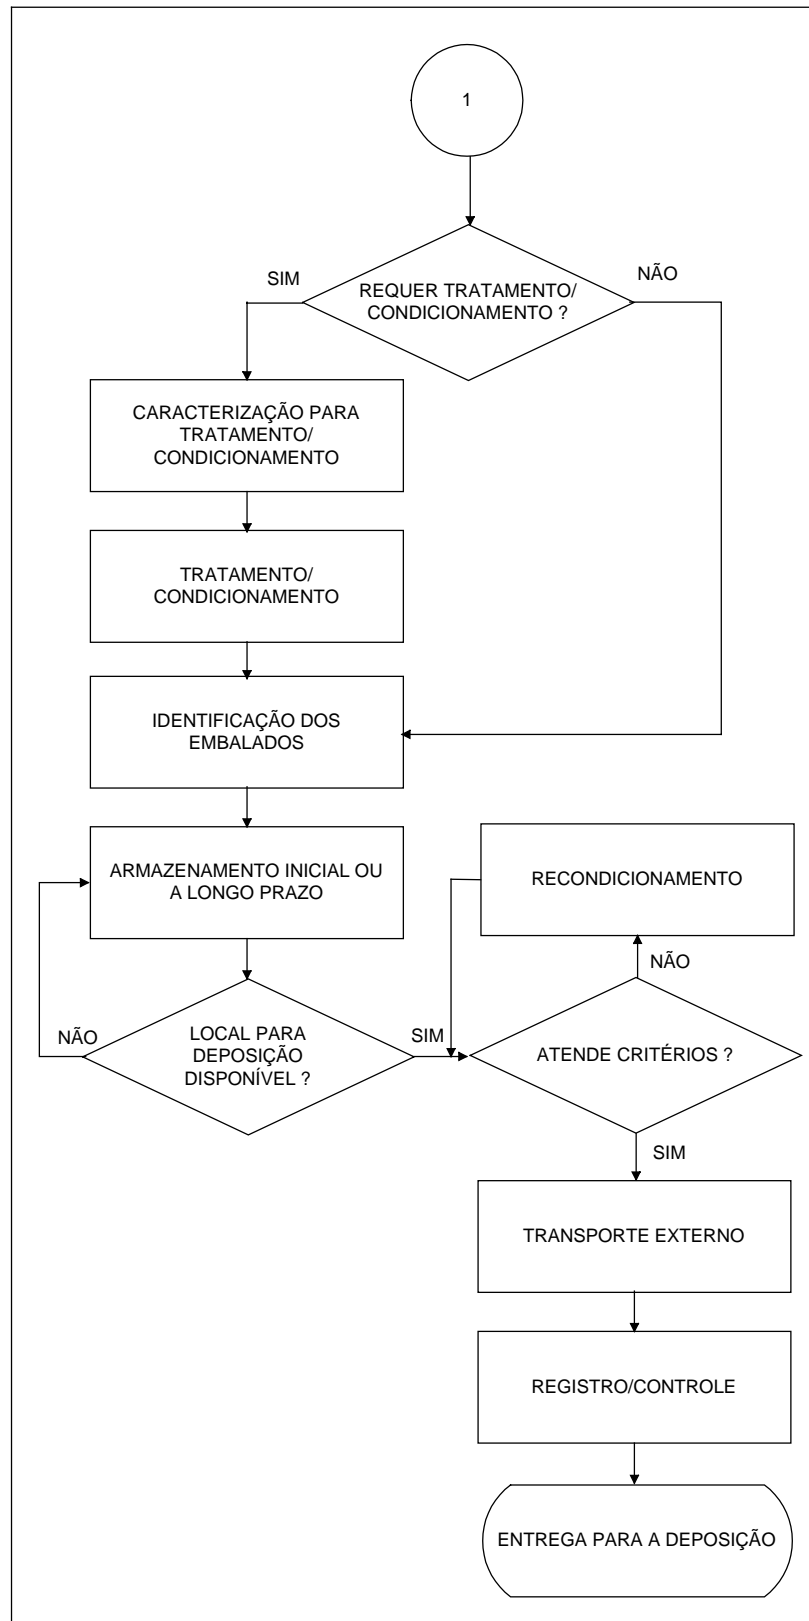 1
SIM
NÃO
REQUER TRATAMENTO/
CONDICIONAMENTO ?
CARACTERIZAÇÃO PARA
TRATAMENTO/
CONDICIONAMENTO
TRATAMENTO/
CONDICIONAMENTO
IDENTIFICAÇÃO DOS
EMBALADOS
ARMAZENAMENTO INICIAL OU
A LONGO PRAZO
RECONDICIONAMENTO
NÃO
NÃO
LOCAL PARA
DEPOSIÇÃO
DISPONÍVEL ?
SIM
ATENDE CRITÉRIOS ?
SIM
TRANSPORTE EXTERNO
REGISTRO/CONTROLE
ENTREGA PARA A DEPOSIÇÃO